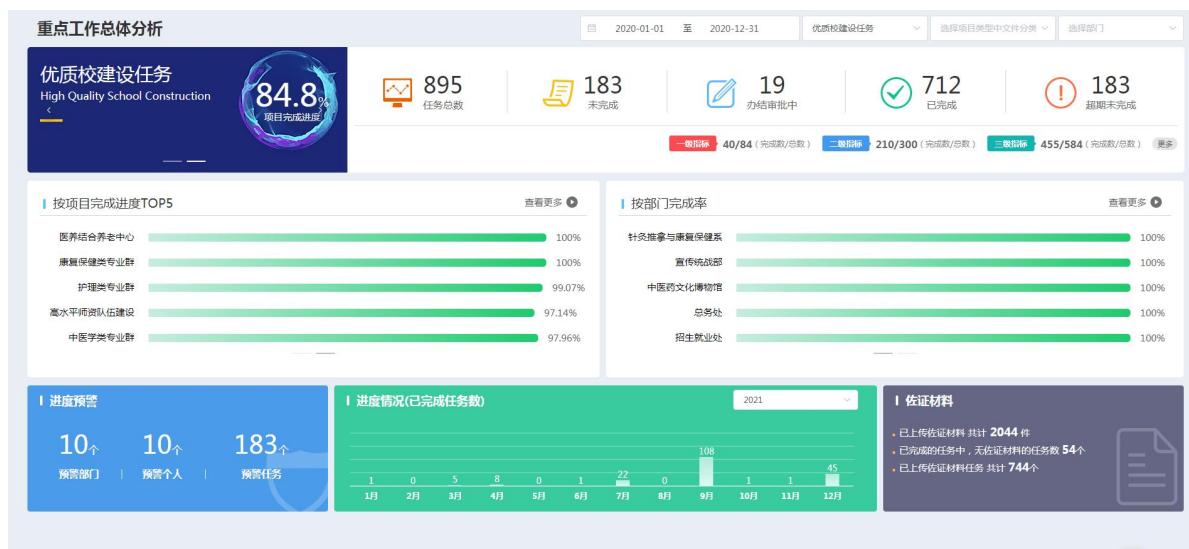 重点工作总体分析
2020-01-01 至 2020-12-31 优质校建设任务 选择项目类型中文件分类 选择部门
优质校建设任务
High Quality School Construction
84.8%
项目完成进度
895
任务总数
183
未完成
19
办结审批中
712
已完成
183
超期未完成
一级指标 40/84 (完成数/总数) 二级指标 210/300 (完成数/总数) 三级指标 455/584 (完成数/总数) 更多
按项目完成进度TOP5 查看更多
医养结合养老中心 100%
康复保健类专业群 100%
护理类专业群 99.07%
高水平师资队伍建设 97.14%
中医学类专业群 97.96%
按部门完成率 查看更多
针灸推拿与康复保健系 100%
宣传统战部 100%
中医药文化博物馆 100%
总务处 100%
招生就业处 100%
进度预警
10个 10个 183个
预警部门 | 预警个人 | 预警任务
进度情况(已完成任务数) 2021
1 0 5 8 0 1 22 0 108 1 1 45
1月 2月 3月 4月 5月 6月 7月 8月 9月 10月 11月 12月
佐证材料
已上传佐证材料 共计 2044 件
已完成的任务中，无佐证材料的任务数 54个
已上传佐证材料任务 共计 744个